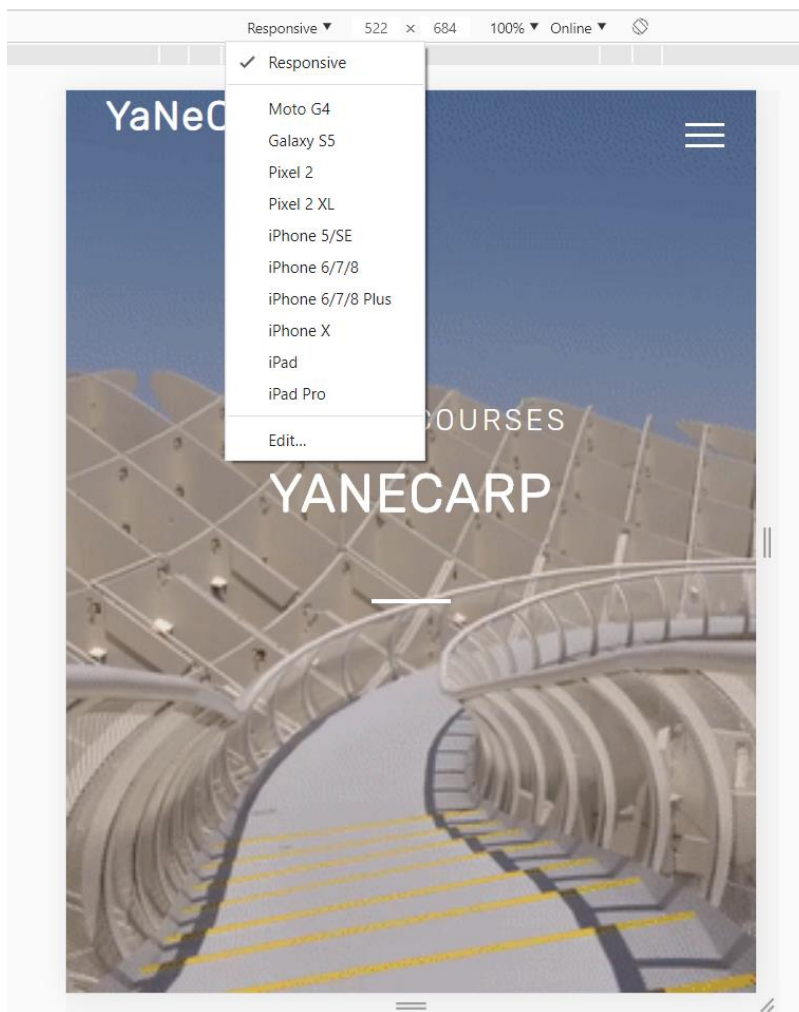 Responsive ▼ 522 × 684 100% ▼ Online ▼
✓ Responsive
Moto G4
Galaxy S5
Pixel 2
Pixel 2 XL
iPhone 5/SE
iPhone 6/7/8
iPhone 6/7/8 Plus
iPhone X
iPad
iPad Pro
Edit...
YaNeC
COURSES
YANECARP